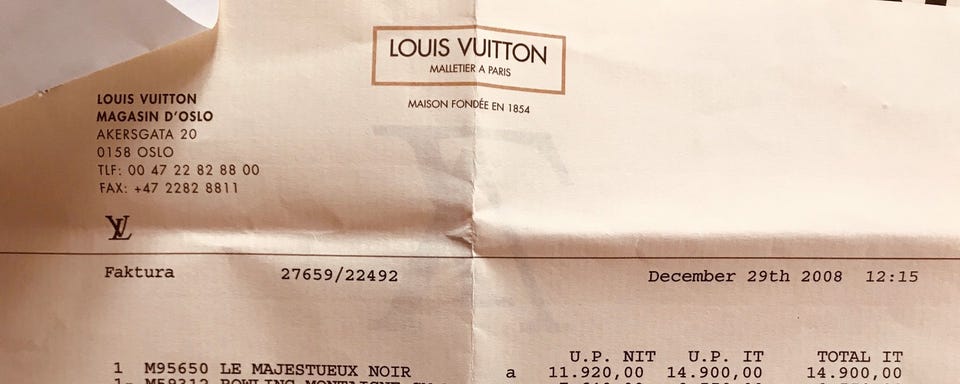 LOUIS VUITTON
MALLETIER A PARIS
MAISON FONDÉE EN 1854
LOUIS VUITTON
MAGASIN D'OSLO
AKERSGATA 20
0158 OSLO
TLF: 00 47 22 82 88 00
FAX: +47 2282 8811
LV
Faktura 27659/22492 December 29th 2008 12:15
U.P. NIT U.P. IT TOTAL IT
1 M95650 LE MAJESTUEUX NOIR a 11.920,00 14.900,00 14.900,00